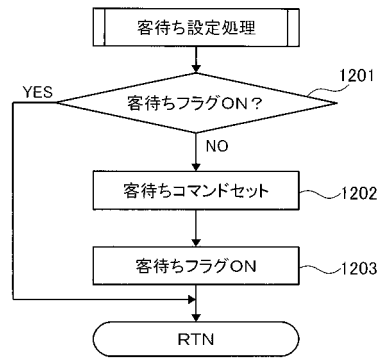 客待ち設定処理
1201
YES
客待ちフラグON？
NO
客待ちコマンドセット
1202
客待ちフラグON
1203
RTN